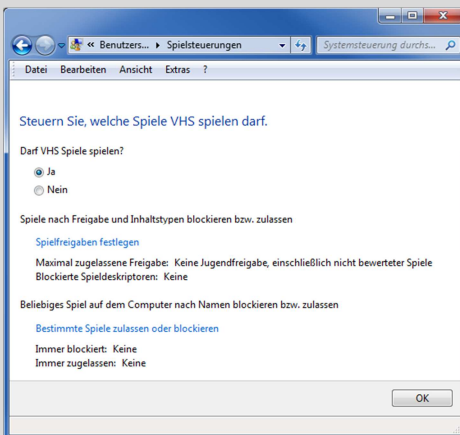 « Benutzers... ▸ Spielsteuerungen
Systemsteuerung durchs...
Datei Bearbeiten Ansicht Extras ?
Steuern Sie, welche Spiele VHS spielen darf.
Darf VHS Spiele spielen?
Ja
Nein
Spiele nach Freigabe und Inhaltstypen blockieren bzw. zulassen
Spielfreigaben festlegen
Maximal zugelassene Freigabe: Keine Jugendfreigabe, einschließlich nicht bewerteter Spiele
Blockierte Spieldeskriptoren: Keine
Beliebiges Spiel auf dem Computer nach Namen blockieren bzw. zulassen
Bestimmte Spiele zulassen oder blockieren
Immer blockiert: Keine
Immer zugelassen: Keine
OK